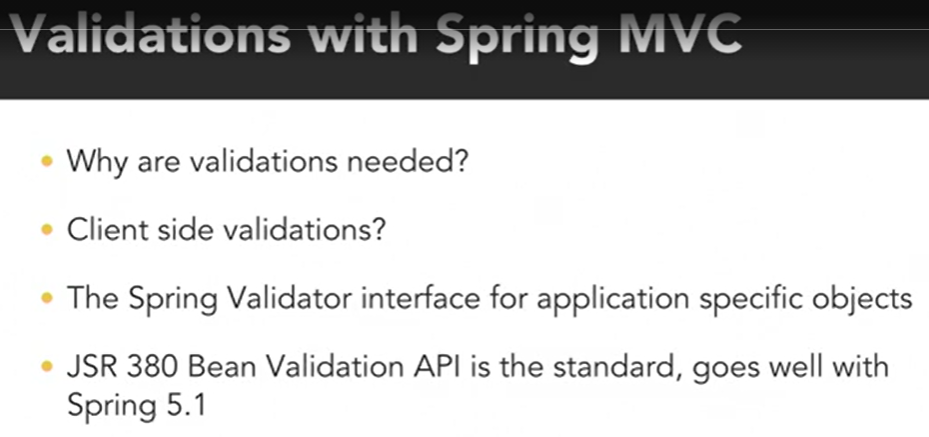 Validations with Spring MVC
• Why are validations needed?
• Client side validations?
• The Spring Validator interface for application specific objects
• JSR 380 Bean Validation API is the standard, goes well with
Spring 5.1